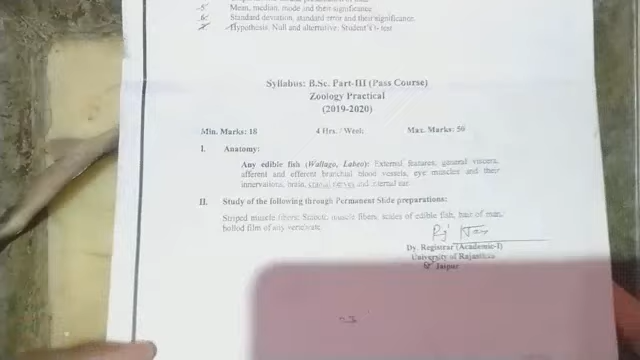 Mean, median, mode and their significance
Standard deviation, standard error and their significance.
Hypothesis: Null and alternative. Student's t- test
Syllabus: B.Sc. Part-III (Pass Course)
Zoology Practical
(2019-2020)
Min. Marks: 18 4 Hrs. / Week Max. Marks: 50
I. Anatomy:
Any edible fish (Wallago, Labeo): External features, general viscera,
afferent and efferent branchial blood vessels, eye muscles and their
innervations, brain, cranial nerves and internal ear.
II. Study of the following through Permanent Slide preparations:
Striped muscle fibers, muscle fibers, scales of edible fish, hair of man,
film of any vertebrate.
Dy. Registrar (Academic-I)
University of Rajasthan
Jaipur